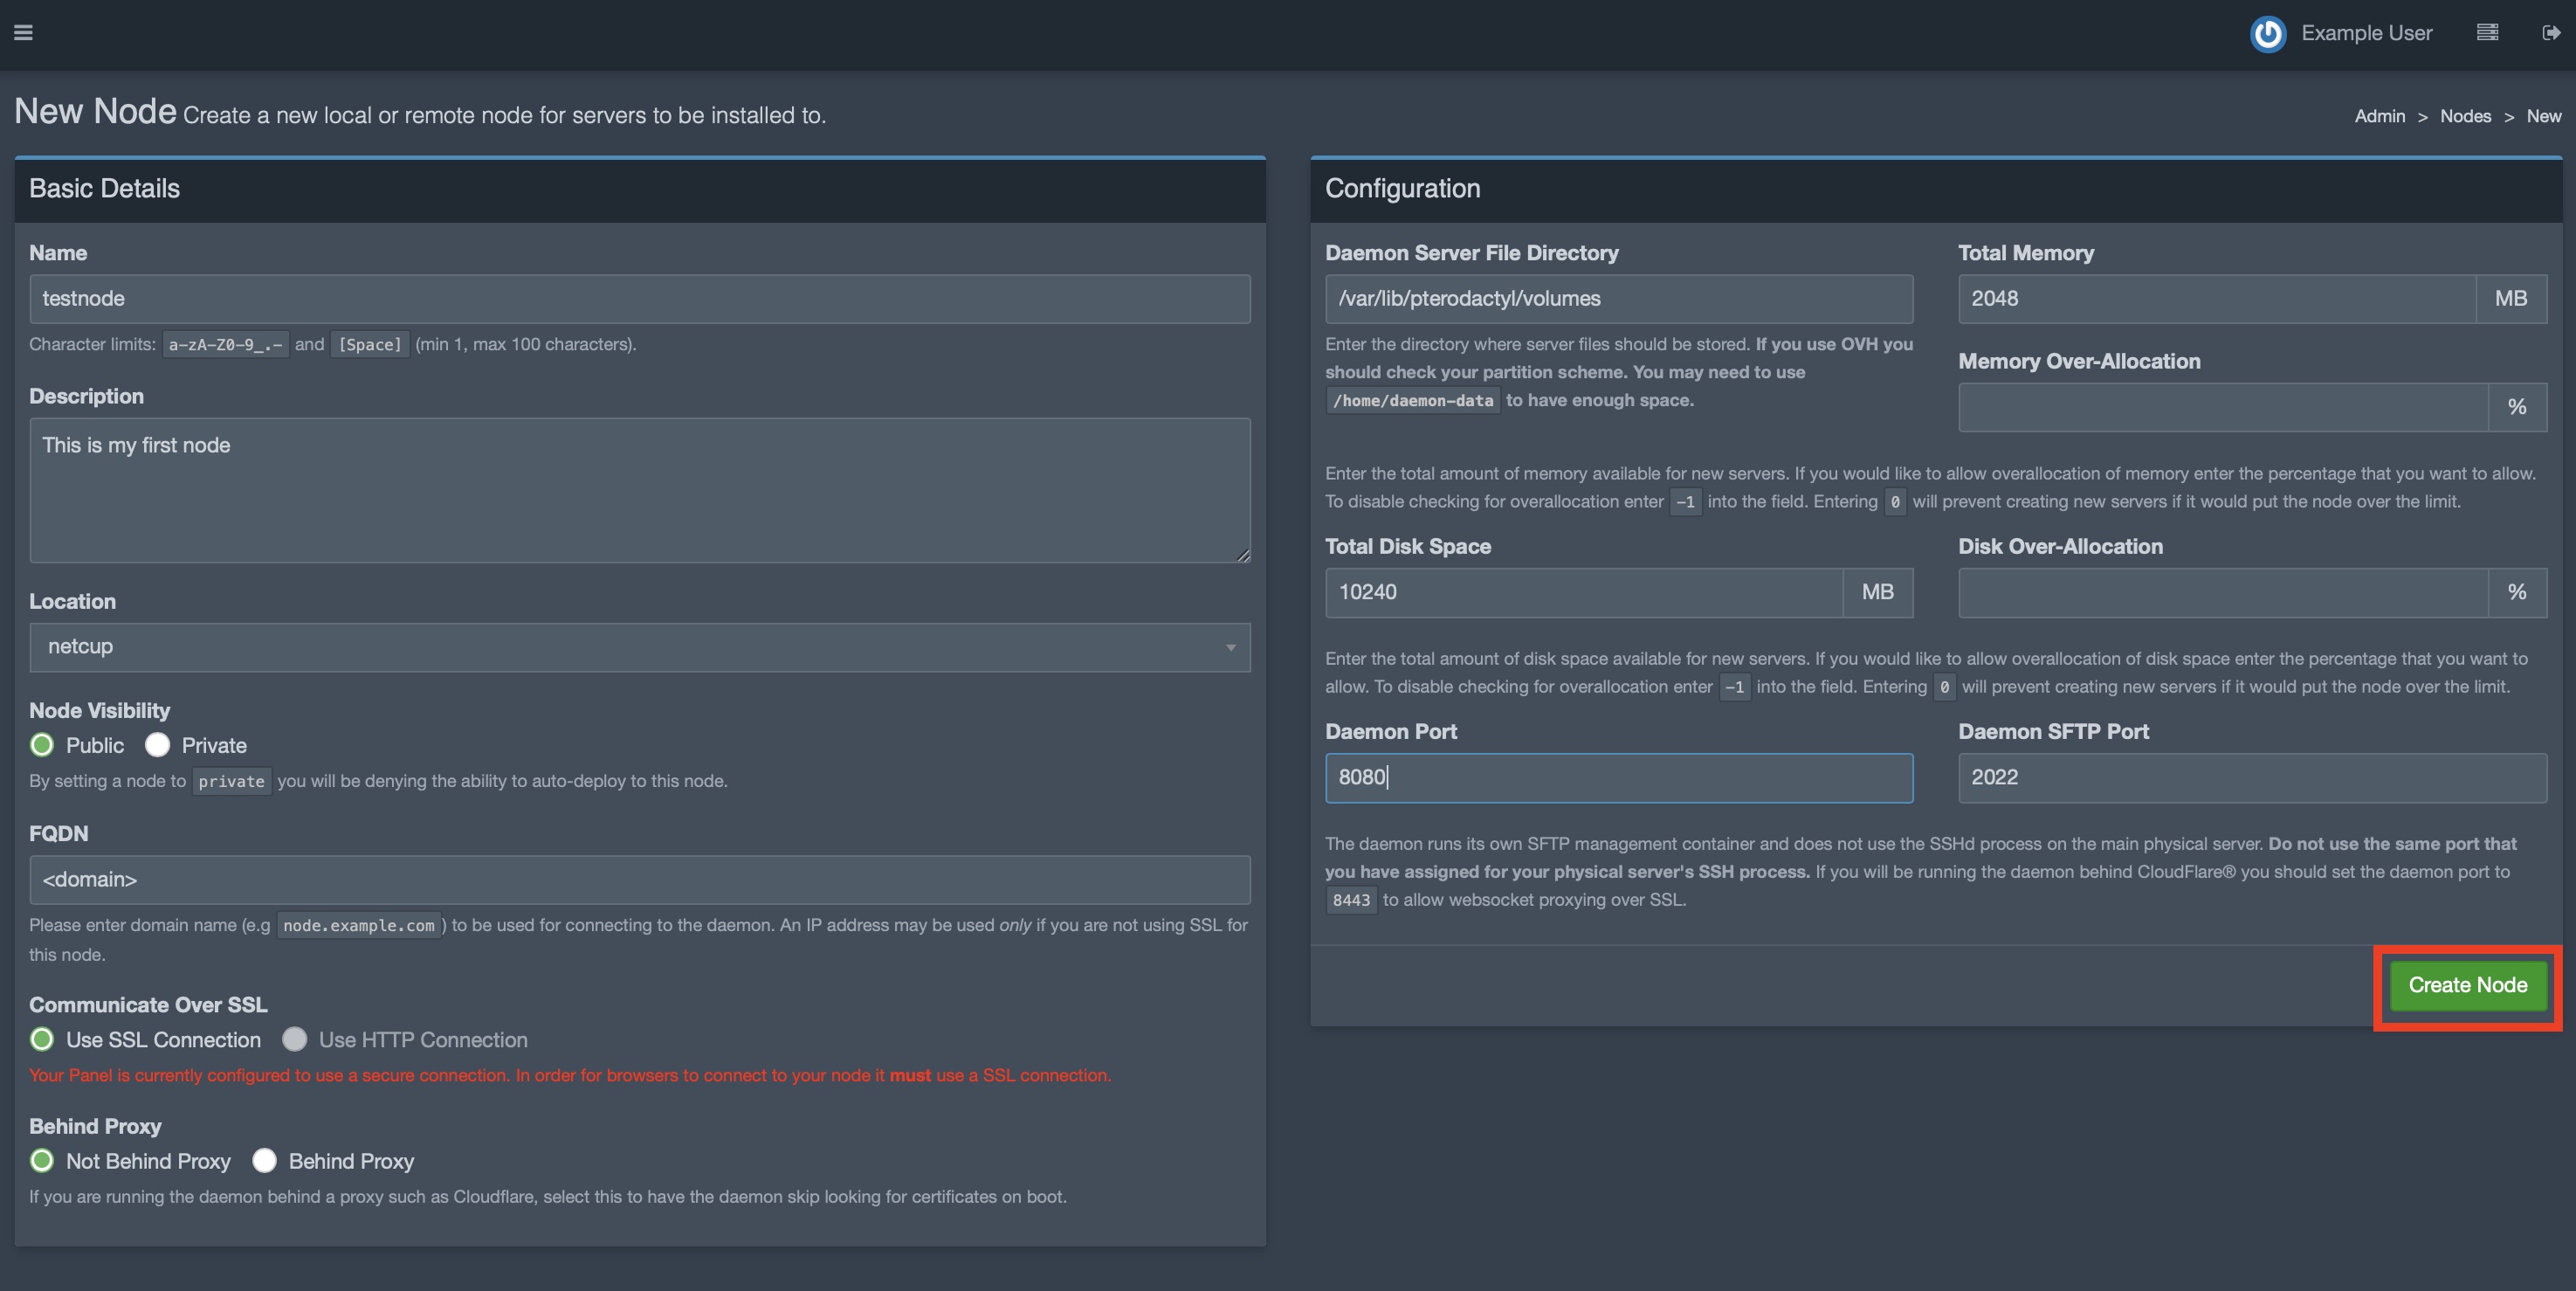 Example User
New Node Create a new local or remote node for servers to be installed to.
Admin > Nodes > New
Basic Details
Name
testnode
Character limits: a-zA-Z0-9_.- and [Space] (min 1, max 100 characters).
Description
This is my first node
Location
netcup
Node Visibility
Public Private
By setting a node to private you will be denying the ability to auto-deploy to this node.
FQDN
<domain>
Please enter domain name (e.g node.example.com ) to be used for connecting to the daemon. An IP address may be used only if you are not using SSL for
this node.
Communicate Over SSL
Use SSL Connection Use HTTP Connection
Your Panel is currently configured to use a secure connection. In order for browsers to connect to your node it must use a SSL connection.
Behind Proxy
Not Behind Proxy Behind Proxy
If you are running the daemon behind a proxy such as Cloudflare, select this to have the daemon skip looking for certificates on boot.
Configuration
Daemon Server File Directory
/var/lib/pterodactyl/volumes
Enter the directory where server files should be stored. If you use OVH you
should check your partition scheme. You may need to use
/home/daemon-data to have enough space.
Total Memory
2048 MB
Memory Over-Allocation
%
Enter the total amount of memory available for new servers. If you would like to allow overallocation of memory enter the percentage that you want to allow.
To disable checking for overallocation enter -1 into the field. Entering 0 will prevent creating new servers if it would put the node over the limit.
Total Disk Space
10240 MB
Disk Over-Allocation
%
Enter the total amount of disk space available for new servers. If you would like to allow overallocation of disk space enter the percentage that you want to
allow. To disable checking for overallocation enter -1 into the field. Entering 0 will prevent creating new servers if it would put the node over the limit.
Daemon Port
8080
Daemon SFTP Port
2022
The daemon runs its own SFTP management container and does not use the SSHd process on the main physical server. Do not use the same port that
you have assigned for your physical server's SSH process. If you will be running the daemon behind CloudFlare® you should set the daemon port to
8443 to allow websocket proxying over SSL.
Create Node